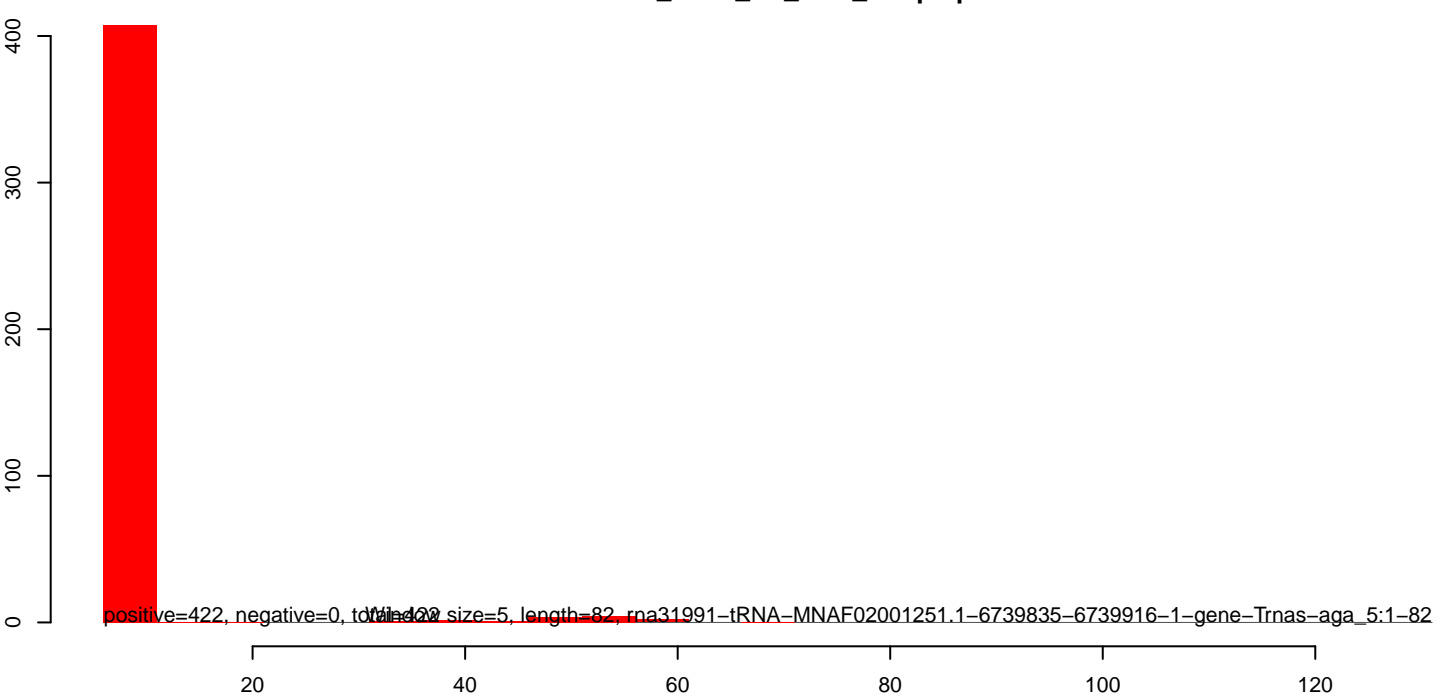 400
300
200
100
0
positive=422, negative=0, total=422
Window size=5, length=82, rna31991−tRNA−MNAF02001251.1−6739835−6739916−1−gene−Trnas−aga_5:1−82
20 40 60 80 100 120